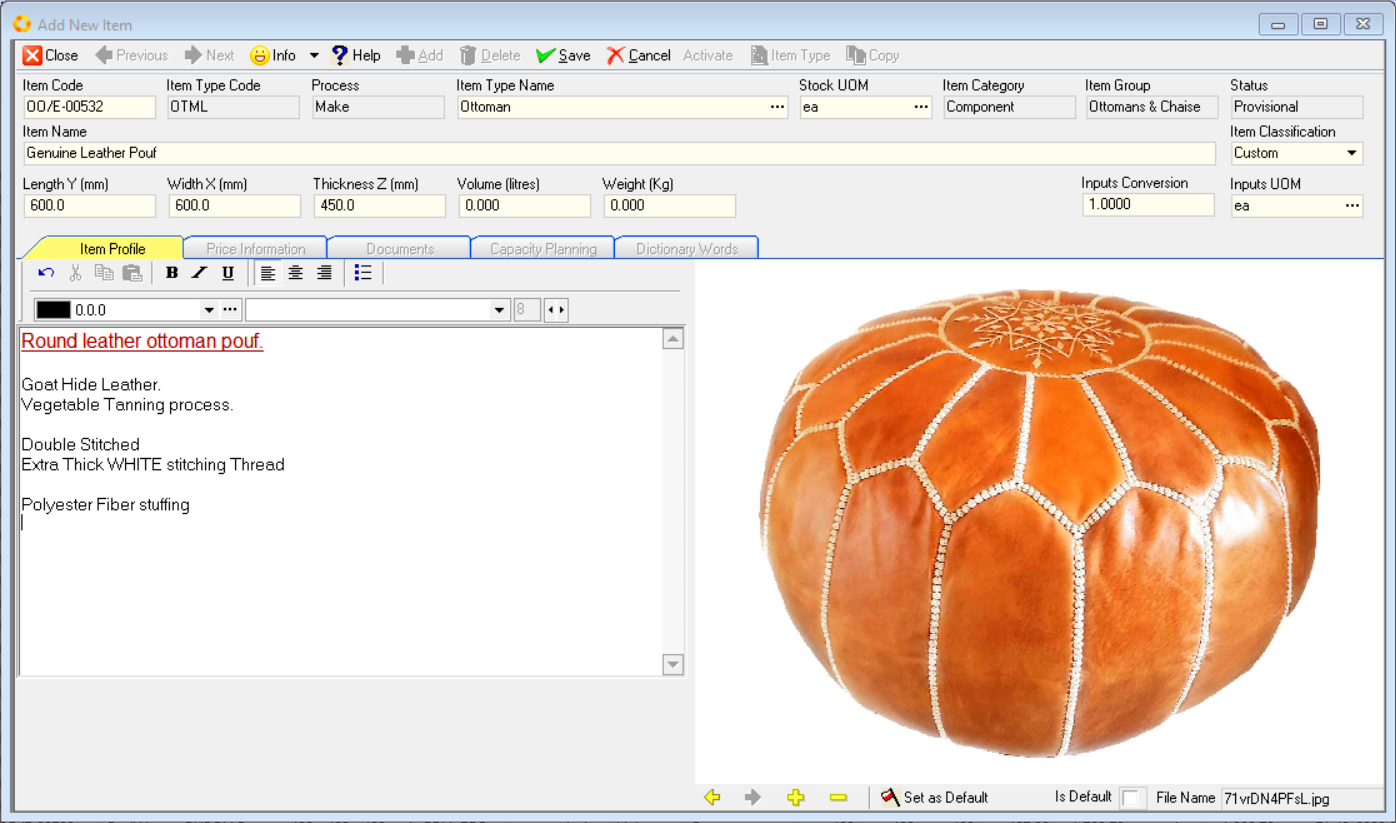 Add New Item
Close Previous Next Info Help Add Delete Save Cancel Activate Item Type Copy
Item Code Item Type Code Process Item Type Name Stock UOM Item Category Item Group Status
OO/E-00532 OTML Make Ottoman ... ea ... Component Ottomans & Chaise Provisional
Item Name Item Classification
Genuine Leather Pouf Custom
Length Y (mm) Width X (mm) Thickness Z (mm) Volume (litres) Weight (Kg) Inputs Conversion Inputs UOM
600.0 600.0 450.0 0.000 0.000 1.0000 ea ...
Item Profile Price Information Documents Capacity Planning Dictionary Words
B I U
0.0.0 ... 8
Round leather ottoman pouf.
Goat Hide Leather.
Vegetable Tanning process.
Double Stitched
Extra Thick WHITE stitching Thread
Polyester Fiber stuffing
Set as Default Is Default File Name 71vrDN4PFsL.jpg